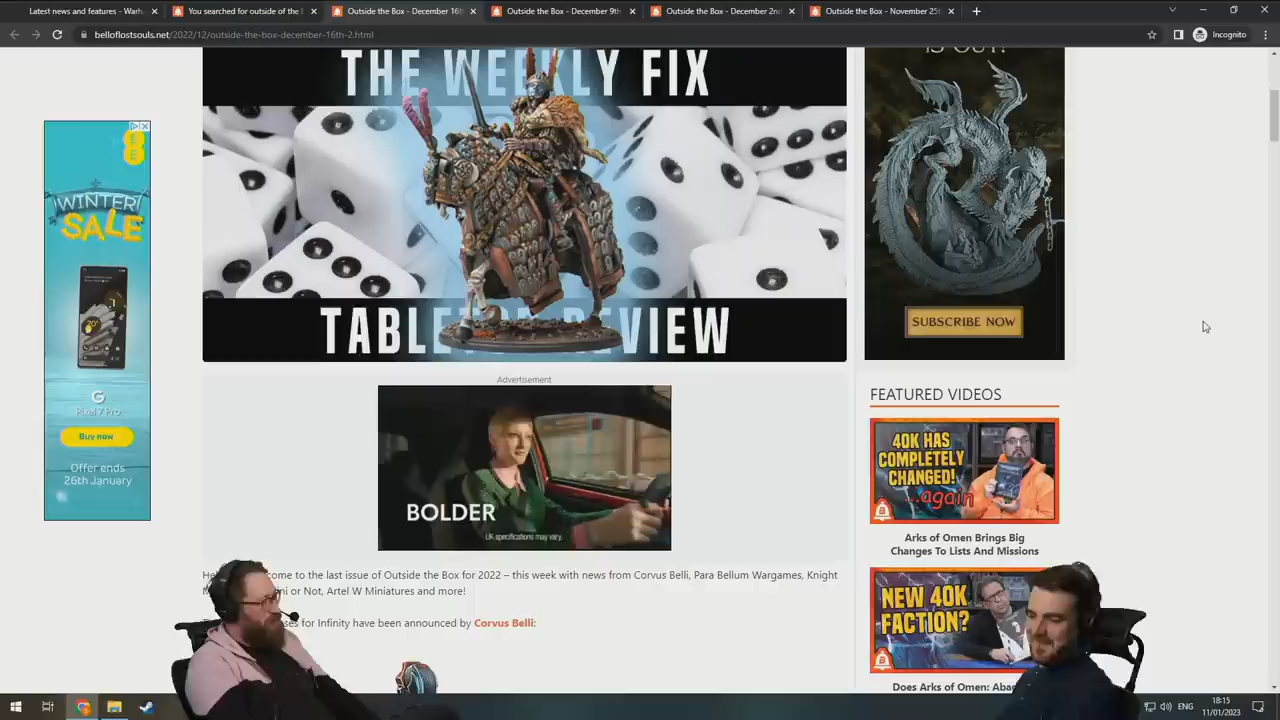 Latest news and features - Warh
You searched for outside of the
Outside the Box - December 16th
Outside the Box - December 9th
Outside the Box - December 2nd
Outside the Box - November 25t
belloflostsouls.net/2022/12/outside-the-box-december-16th-2.html
Incognito
THE WEEKLY FIX
REVIEW
EE
WINTER
SALE
G
Pixel 7 Pro
Buy now
Offer ends
26th January
IS OUT!
SUBSCRIBE NOW
Advertisement
BOLDER
UK specifications may vary.
FEATURED VIDEOS
40K HAS
COMPLETELY
CHANGED!
...again
Arks of Omen Brings Big
Changes To Lists And Missions
NEW 40K
FACTION?
Does Arks of Omen:
come to the last issue of Outside the Box for 2022 – this week with news from Corvus Belli, Para Bellum Wargames, Knight
or Not, Artel W Miniatures and more!
for Infinity have been announced by Corvus Belli:
ENG
18:15
11/01/2023